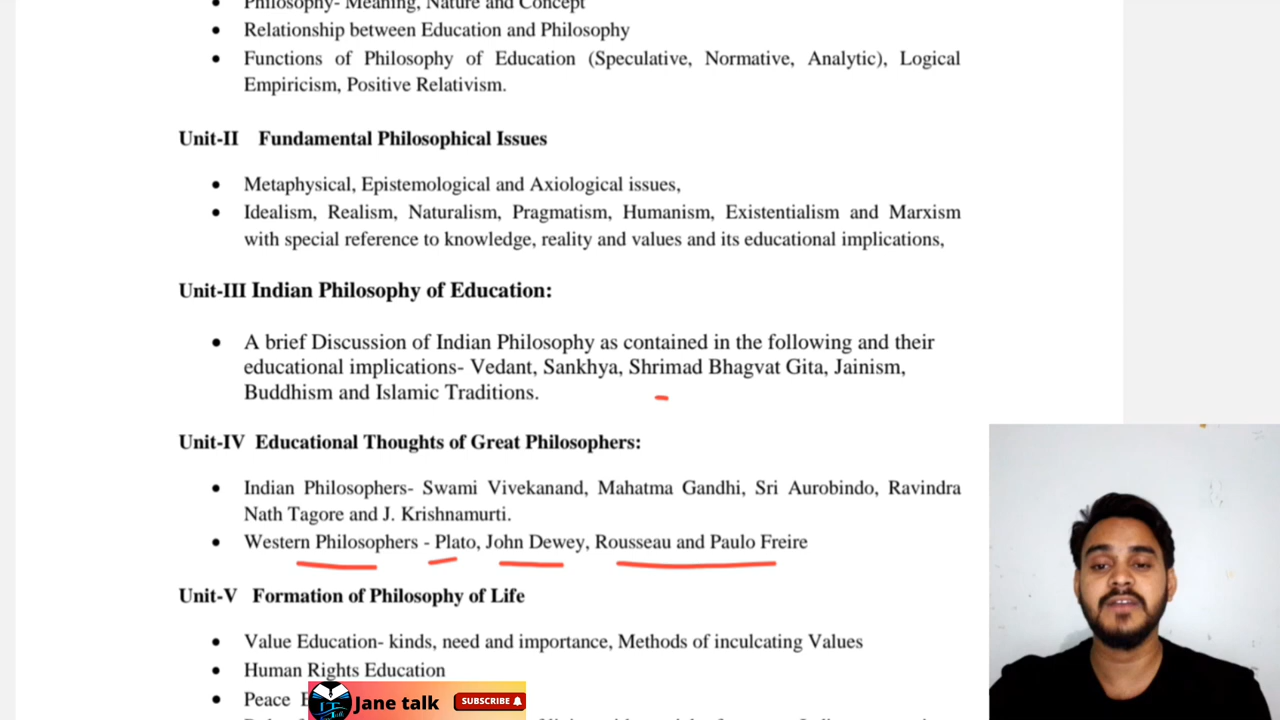 Philosophy- Meaning, Nature and Concept
Relationship between Education and Philosophy
Functions of Philosophy of Education (Speculative, Normative, Analytic), Logical
Empiricism, Positive Relativism.
Unit-II Fundamental Philosophical Issues
Metaphysical, Epistemological and Axiological issues,
Idealism, Realism, Naturalism, Pragmatism, Humanism, Existentialism and Marxism
with special reference to knowledge, reality and values and its educational implications,
Unit-III Indian Philosophy of Education:
A brief Discussion of Indian Philosophy as contained in the following and their
educational implications- Vedant, Sankhya, Shrimad Bhagvat Gita, Jainism,
Buddhism and Islamic Traditions.
Unit-IV Educational Thoughts of Great Philosophers:
Indian Philosophers- Swami Vivekanand, Mahatma Gandhi, Sri Aurobindo, Ravindra
Nath Tagore and J. Krishnamurti.
Western Philosophers - Plato, John Dewey, Rousseau and Paulo Freire
Unit-V Formation of Philosophy of Life
Value Education- kinds, need and importance, Methods of inculcating Values
Human Rights Education
Peace
Jane talk SUBSCRIBE